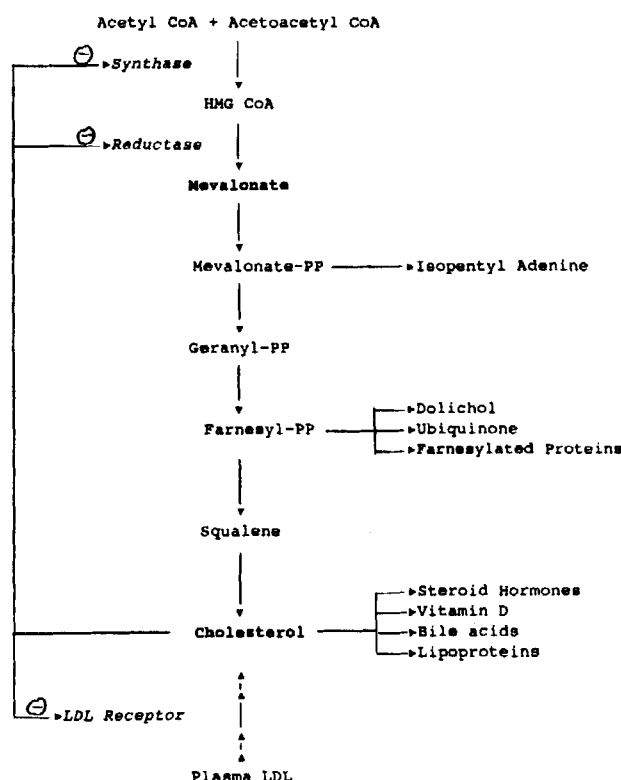 Acetyl CoA + Acetoacetyl CoA
Synthase
HMG CoA
Reductase
Mevalonate
Mevalonate-PP
Isopentyl Adenine
Geranyl-PP
Dolichol
Farnesyl-PP
Ubiquinone
Farnesylated Proteins
Squalene
Steroid Hormones
Vitamin D
Cholesterol
Bile acids
Lipoproteins
LDL Receptor
Plasma LDL